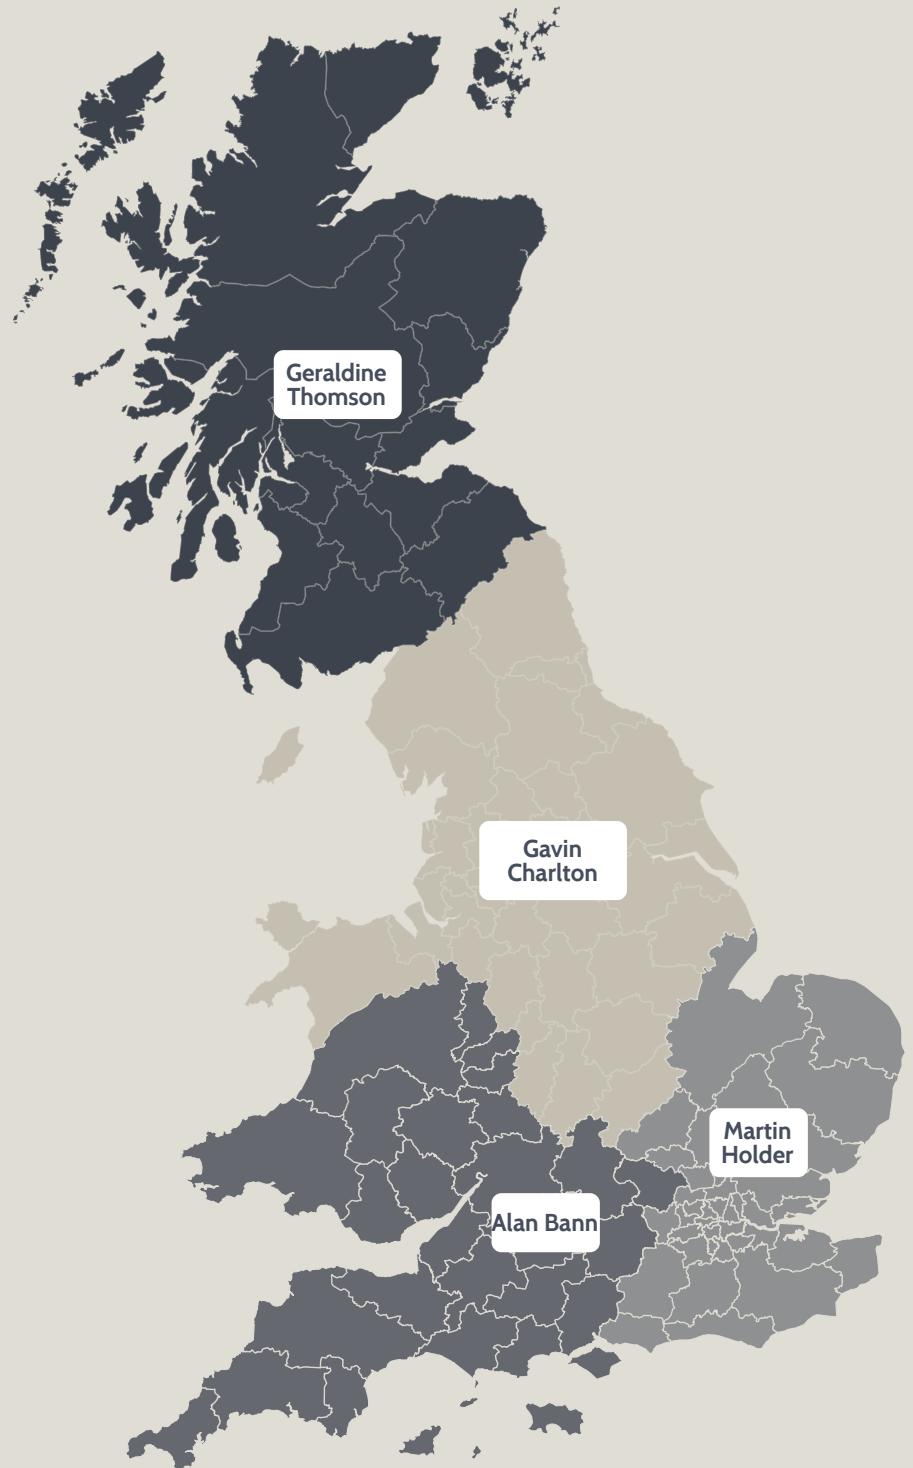 Geraldine
Thomson
Gavin
Charlton
Martin
Holder
Alan Bann